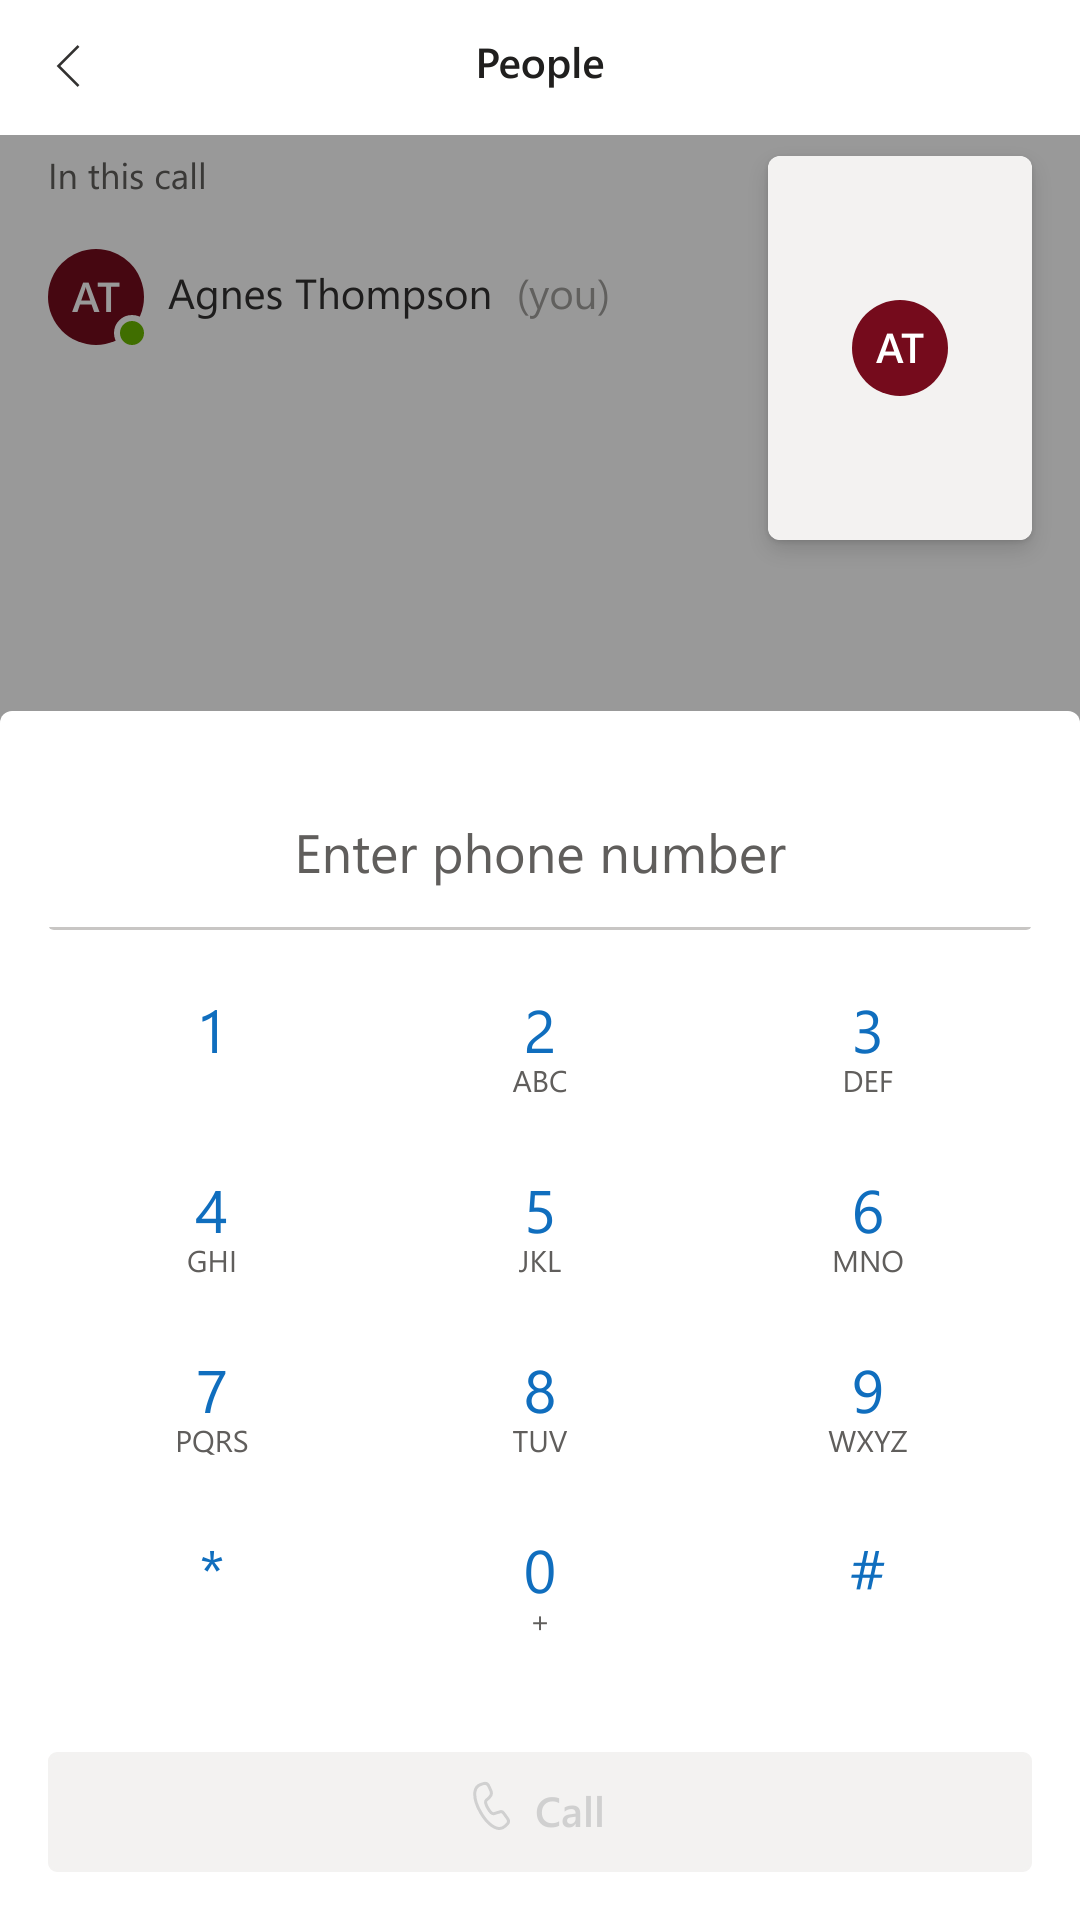 People
In this call
AT
Agnes Thompson (you)
AT
Enter phone number
1 2 3
ABC DEF
4 5 6
GHI JKL MNO
7 8 9
PQRS TUV WXYZ
* 0 #
+
Call